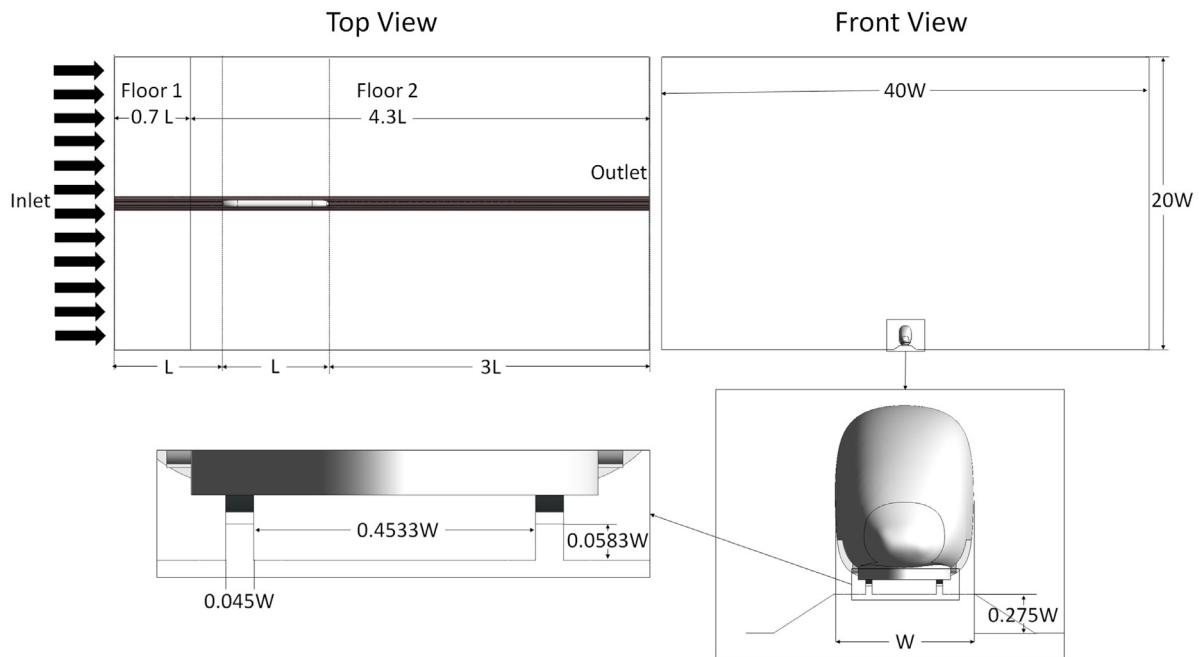 Top View
Front View
Floor 1
Floor 2
0.7 L
4.3L
40W
Outlet
Inlet
20W
L
L
3L
0.4533W
0.0583W
0.045W
0.275W
W